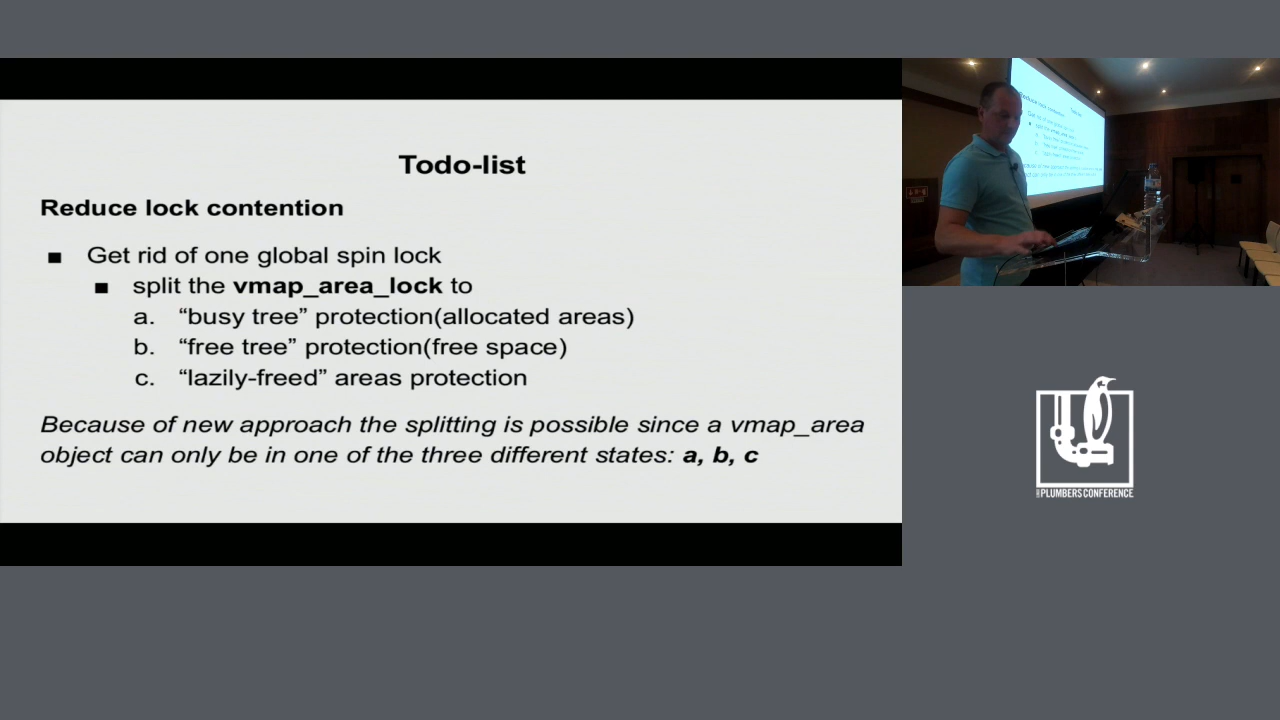 Todo-list
Reduce lock contention
■ Get rid of one global spin lock
■ split the vmap_area_lock to
a. “busy tree” protection(allocated areas)
b. “free tree” protection(free space)
c. “lazily-freed” areas protection
Because of new approach the splitting is possible since a vmap_area
object can only be in one of the three different states: a, b, c
PLUMBERS CONFERENCE